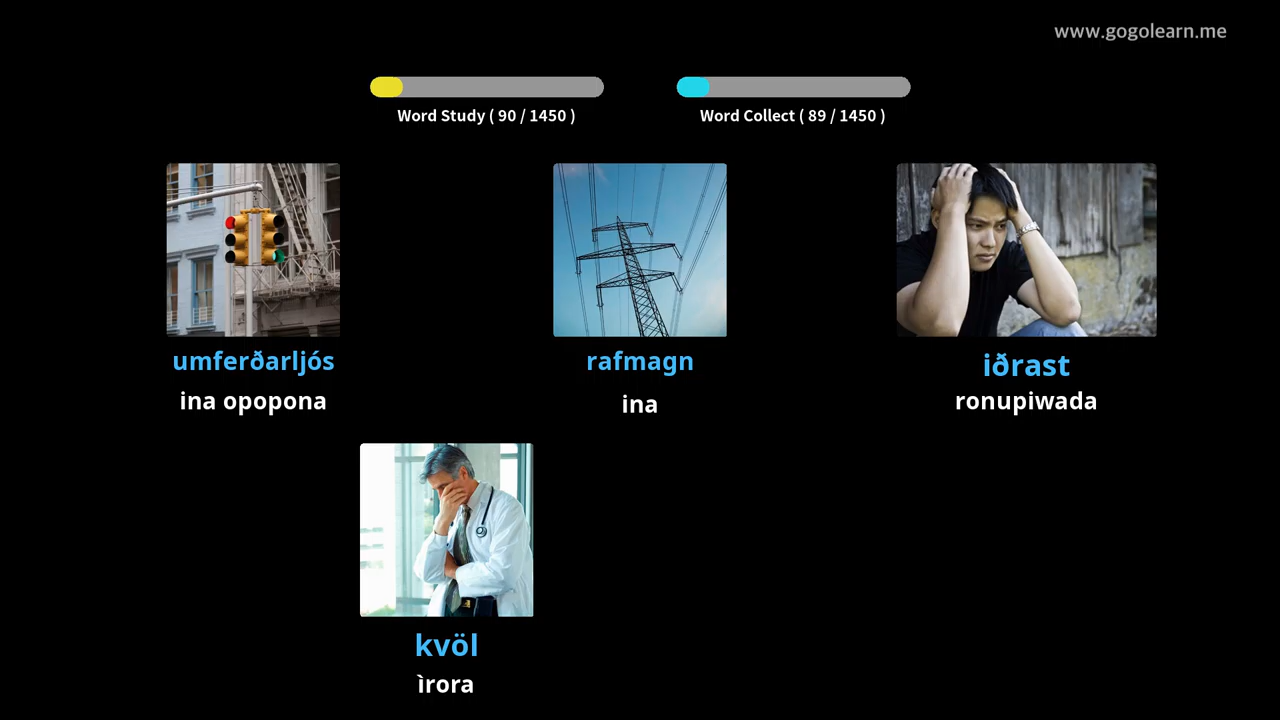 www.gogolearn.me
Word Study ( 90 / 1450 )
Word Collect ( 89 / 1450 )
umferðarljós
ina opopona
rafmagn
ina
iðrast
ronupiwada
kvöl
ìrora